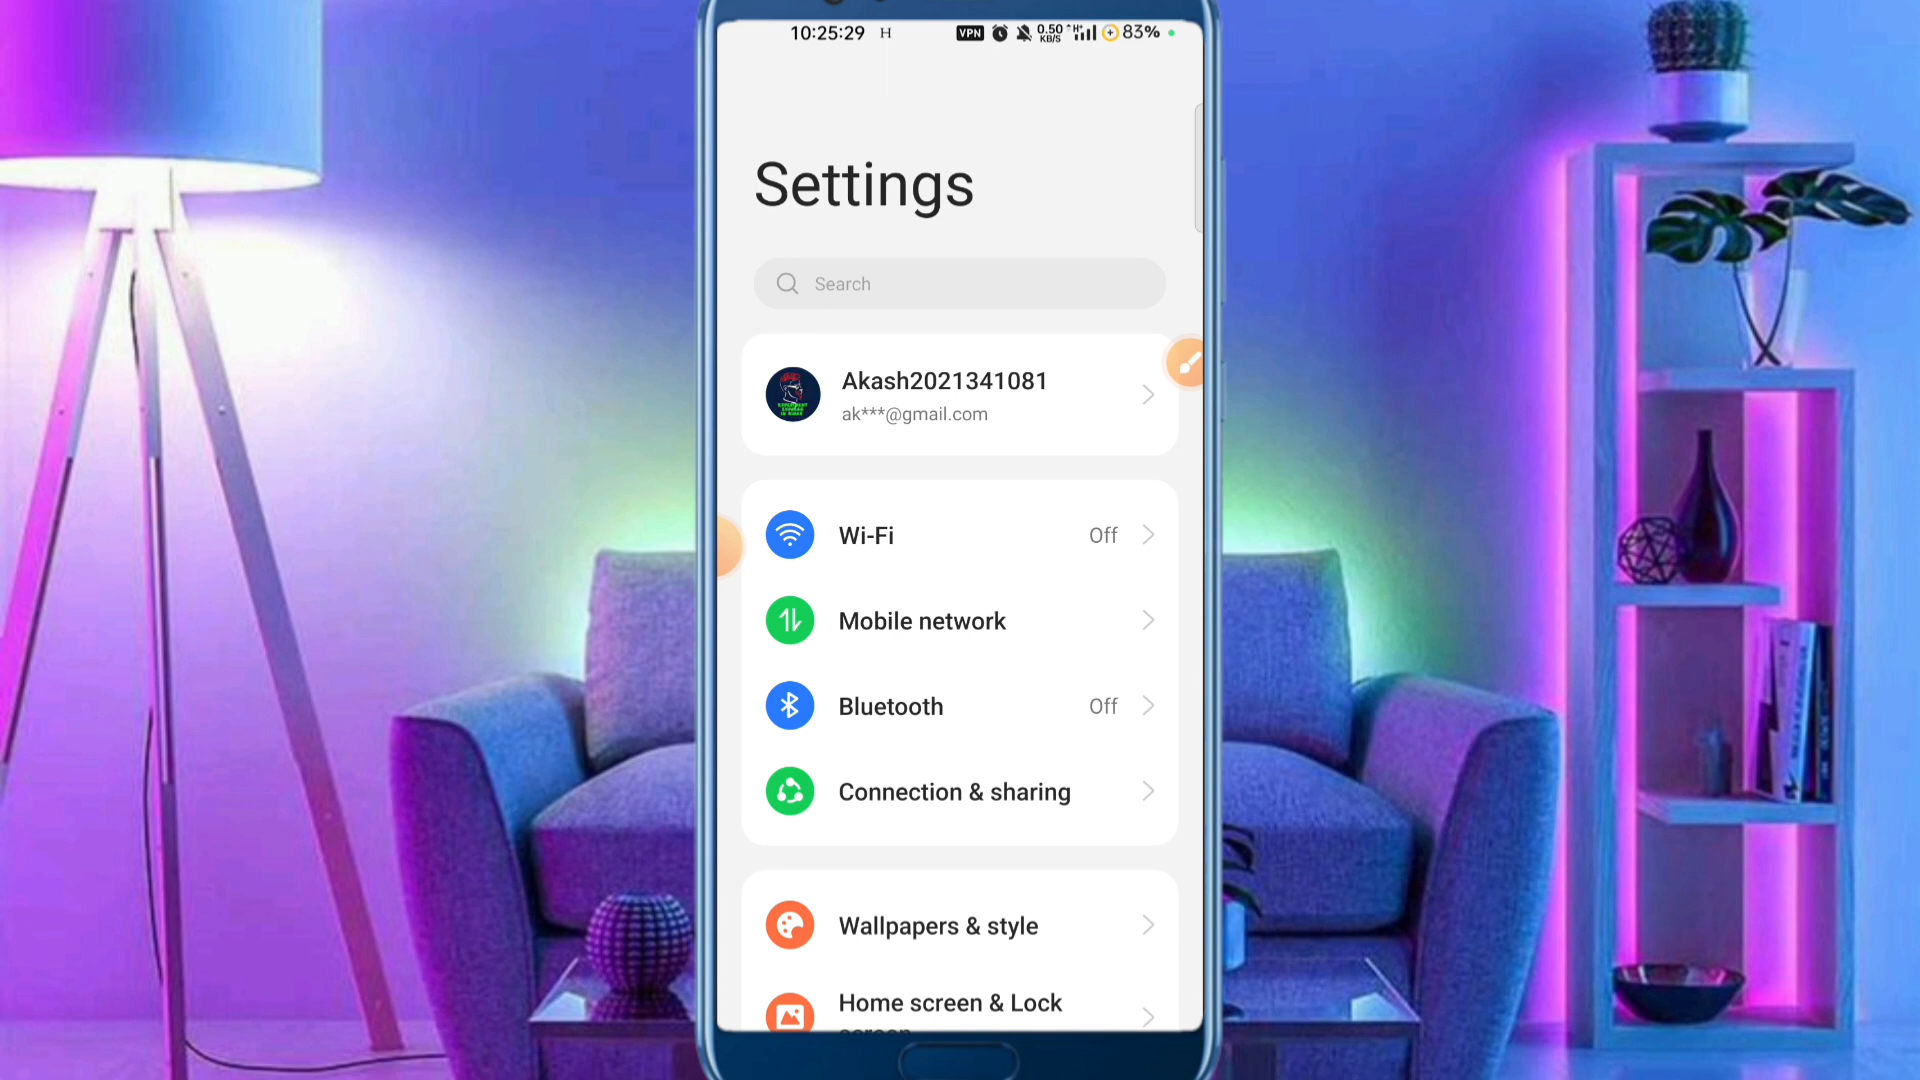 10:25:29 H VPN 0.50 KB/S H+ 83%
Settings
Search
Akash2021341081
ak***@gmail.com
Wi-Fi Off
Mobile network
Bluetooth Off
Connection & sharing
Wallpapers & style
Home screen & Lock
screen